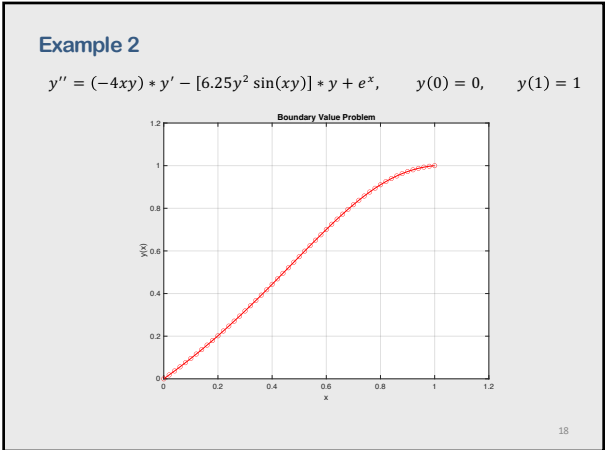 Example 2
y′′ = (−4xy) ∗ y′ − [6.25y² sin(xy)] ∗ y + eˣ, y(0) = 0, y(1) = 1
Boundary Value Problem
1.2
1
0.8
0.6
0.4
0.2
0
y(x)
0 0.2 0.4 0.6 0.8 1 1.2
x
18